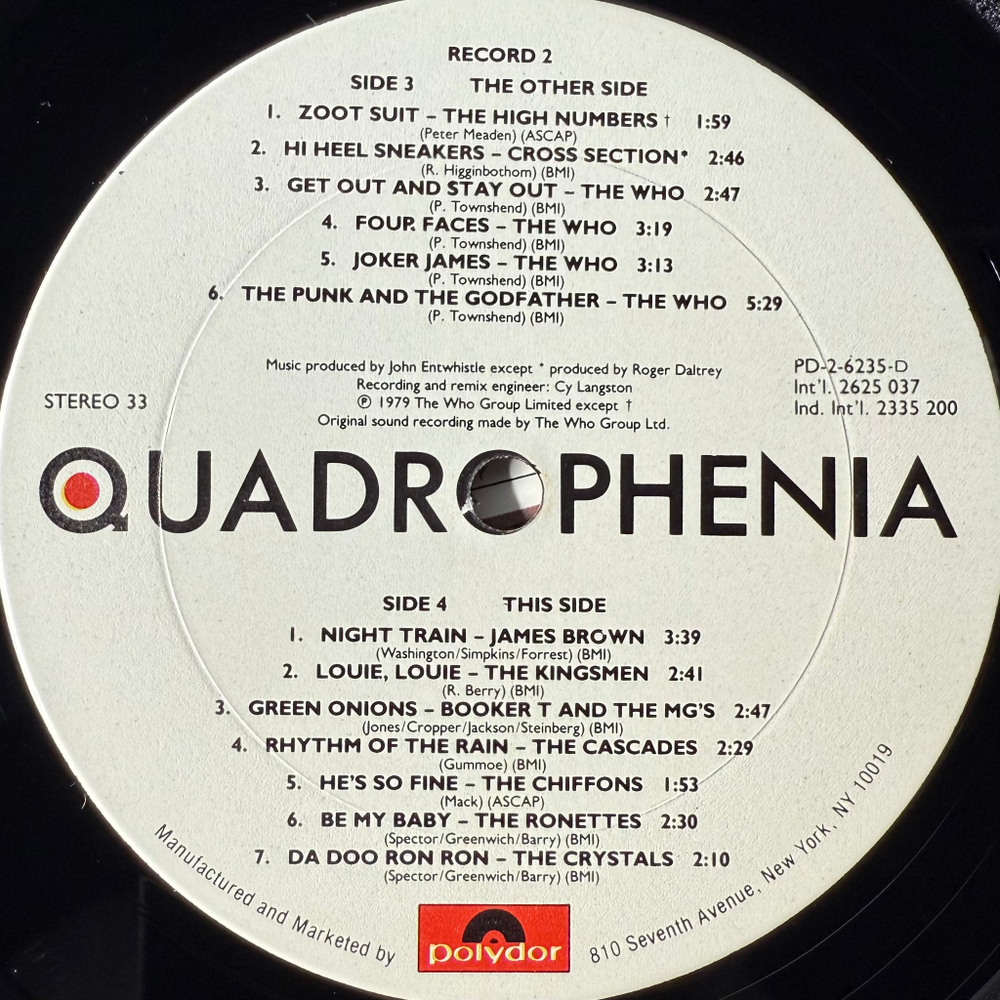 RECORD 2
SIDE 3 THE OTHER SIDE
1. ZOOT SUIT – THE HIGH NUMBERS † 1:59
(Peter Meaden) (ASCAP)
2. HI HEEL SNEAKERS – CROSS SECTION* 2:46
(R. Higginbothom) (BMI)
3. GET OUT AND STAY OUT – THE WHO 2:47
(P. Townshend) (BMI)
4. FOUR FACES – THE WHO 3:19
(P. Townshend) (BMI)
5. JOKER JAMES – THE WHO 3:13
(P. Townshend) (BMI)
6. THE PUNK AND THE GODFATHER – THE WHO 5:29
(P. Townshend) (BMI)
Music produced by John Entwhistle except * produced by Roger Daltrey
Recording and remix engineer: Cy Langston
℗ 1979 The Who Group Limited except †
Original sound recording made by The Who Group Ltd.
PD-2-6235-D
Int'l. 2625 037
Ind. Int'l. 2335 200
STEREO 33
QUADROPHENIA
SIDE 4 THIS SIDE
1. NIGHT TRAIN – JAMES BROWN 3:39
(Washington/Simpkins/Forrest) (BMI)
2. LOUIE, LOUIE – THE KINGSMEN 2:41
(R. Berry) (BMI)
3. GREEN ONIONS – BOOKER T AND THE MG'S 2:47
(Jones/Cropper/Jackson/Steinberg) (BMI)
4. RHYTHM OF THE RAIN – THE CASCADES 2:29
(Gummoe) (BMI)
5. HE'S SO FINE – THE CHIFFONS 1:53
(Mack) (ASCAP)
6. BE MY BABY – THE RONETTES 2:30
(Spector/Greenwich/Barry) (BMI)
7. DA DOO RON RON – THE CRYSTALS 2:10
(Spector/Greenwich/Barry) (BMI)
Manufactured and Marketed by
polydor
810 Seventh Avenue, New York, NY 10019